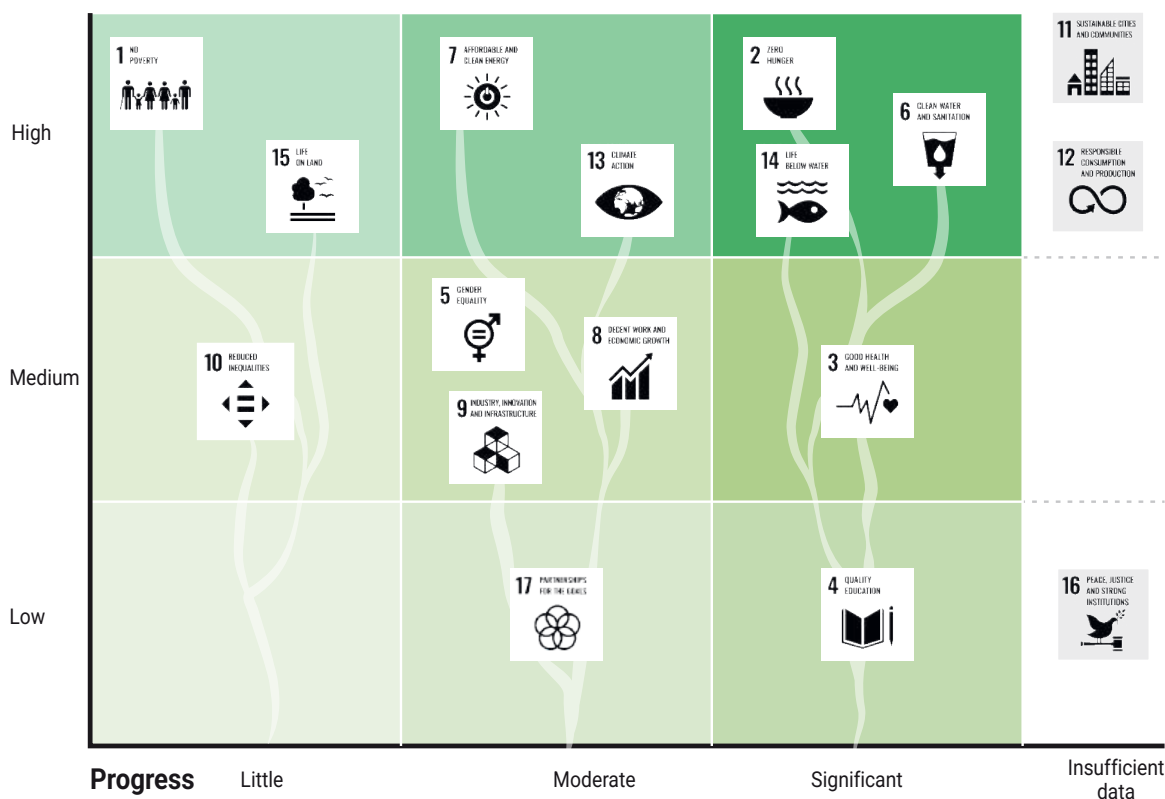 High
1 NO
POVERTY
15 LIFE
ON LAND
7 AFFORDABLE AND
CLEAN ENERGY
13 CLIMATE
ACTION
2 ZERO
HUNGER
6 CLEAN WATER
AND SANITATION
14 LIFE
BELOW WATER
11 SUSTAINABLE CITIES
AND COMMUNITIES
12 RESPONSIBLE
CONSUMPTION
AND PRODUCTION
Medium
10 REDUCED
INEQUALITIES
5 GENDER
EQUALITY
8 DECENT WORK AND
ECONOMIC GROWTH
9 INDUSTRY, INNOVATION
AND INFRASTRUCTURE
3 GOOD HEALTH
AND WELL-BEING
Low
17 PARTNERSHIPS
FOR THE GOALS
4 QUALITY
EDUCATION
16 PEACE, JUSTICE
AND STRONG
INSTITUTIONS
Progress
Little
Moderate
Significant
Insufficient
data